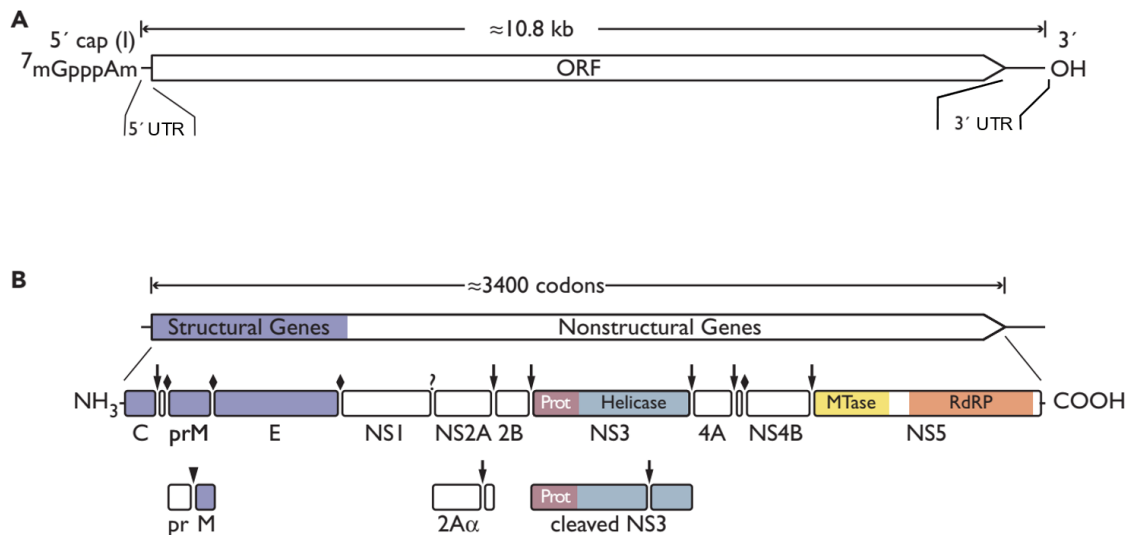 A
≈10.8 kb
5´ cap (I)
3´
7mGpppAm
ORF
OH
5´ UTR
3´ UTR
B
≈3400 codons
Structural Genes
Nonstructural Genes
?
NH3
Prot
Helicase
MTase
RdRP
COOH
C
prM
E
NS1
NS2A
2B
NS3
4A
NS4B
NS5
Prot
pr M
2Aα
cleaved NS3